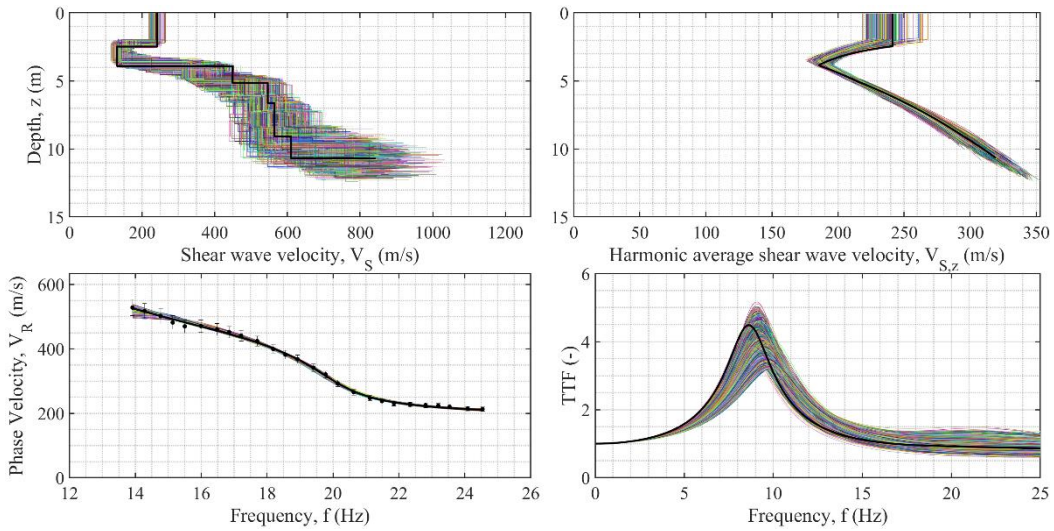 0
5
10
15
Depth, z (m)
0 200 400 600 800 1000 1200
Shear wave velocity, V_S (m/s)
0
5
10
15
0 50 100 150 200 250 300 350
Harmonic average shear wave velocity, V_S,z (m/s)
600
400
200
0
Phase Velocity, V_R (m/s)
12 14 16 18 20 22 24 26
Frequency, f (Hz)
6
4
2
0
TTF (-)
0 5 10 15 20 25
Frequency, f (Hz)